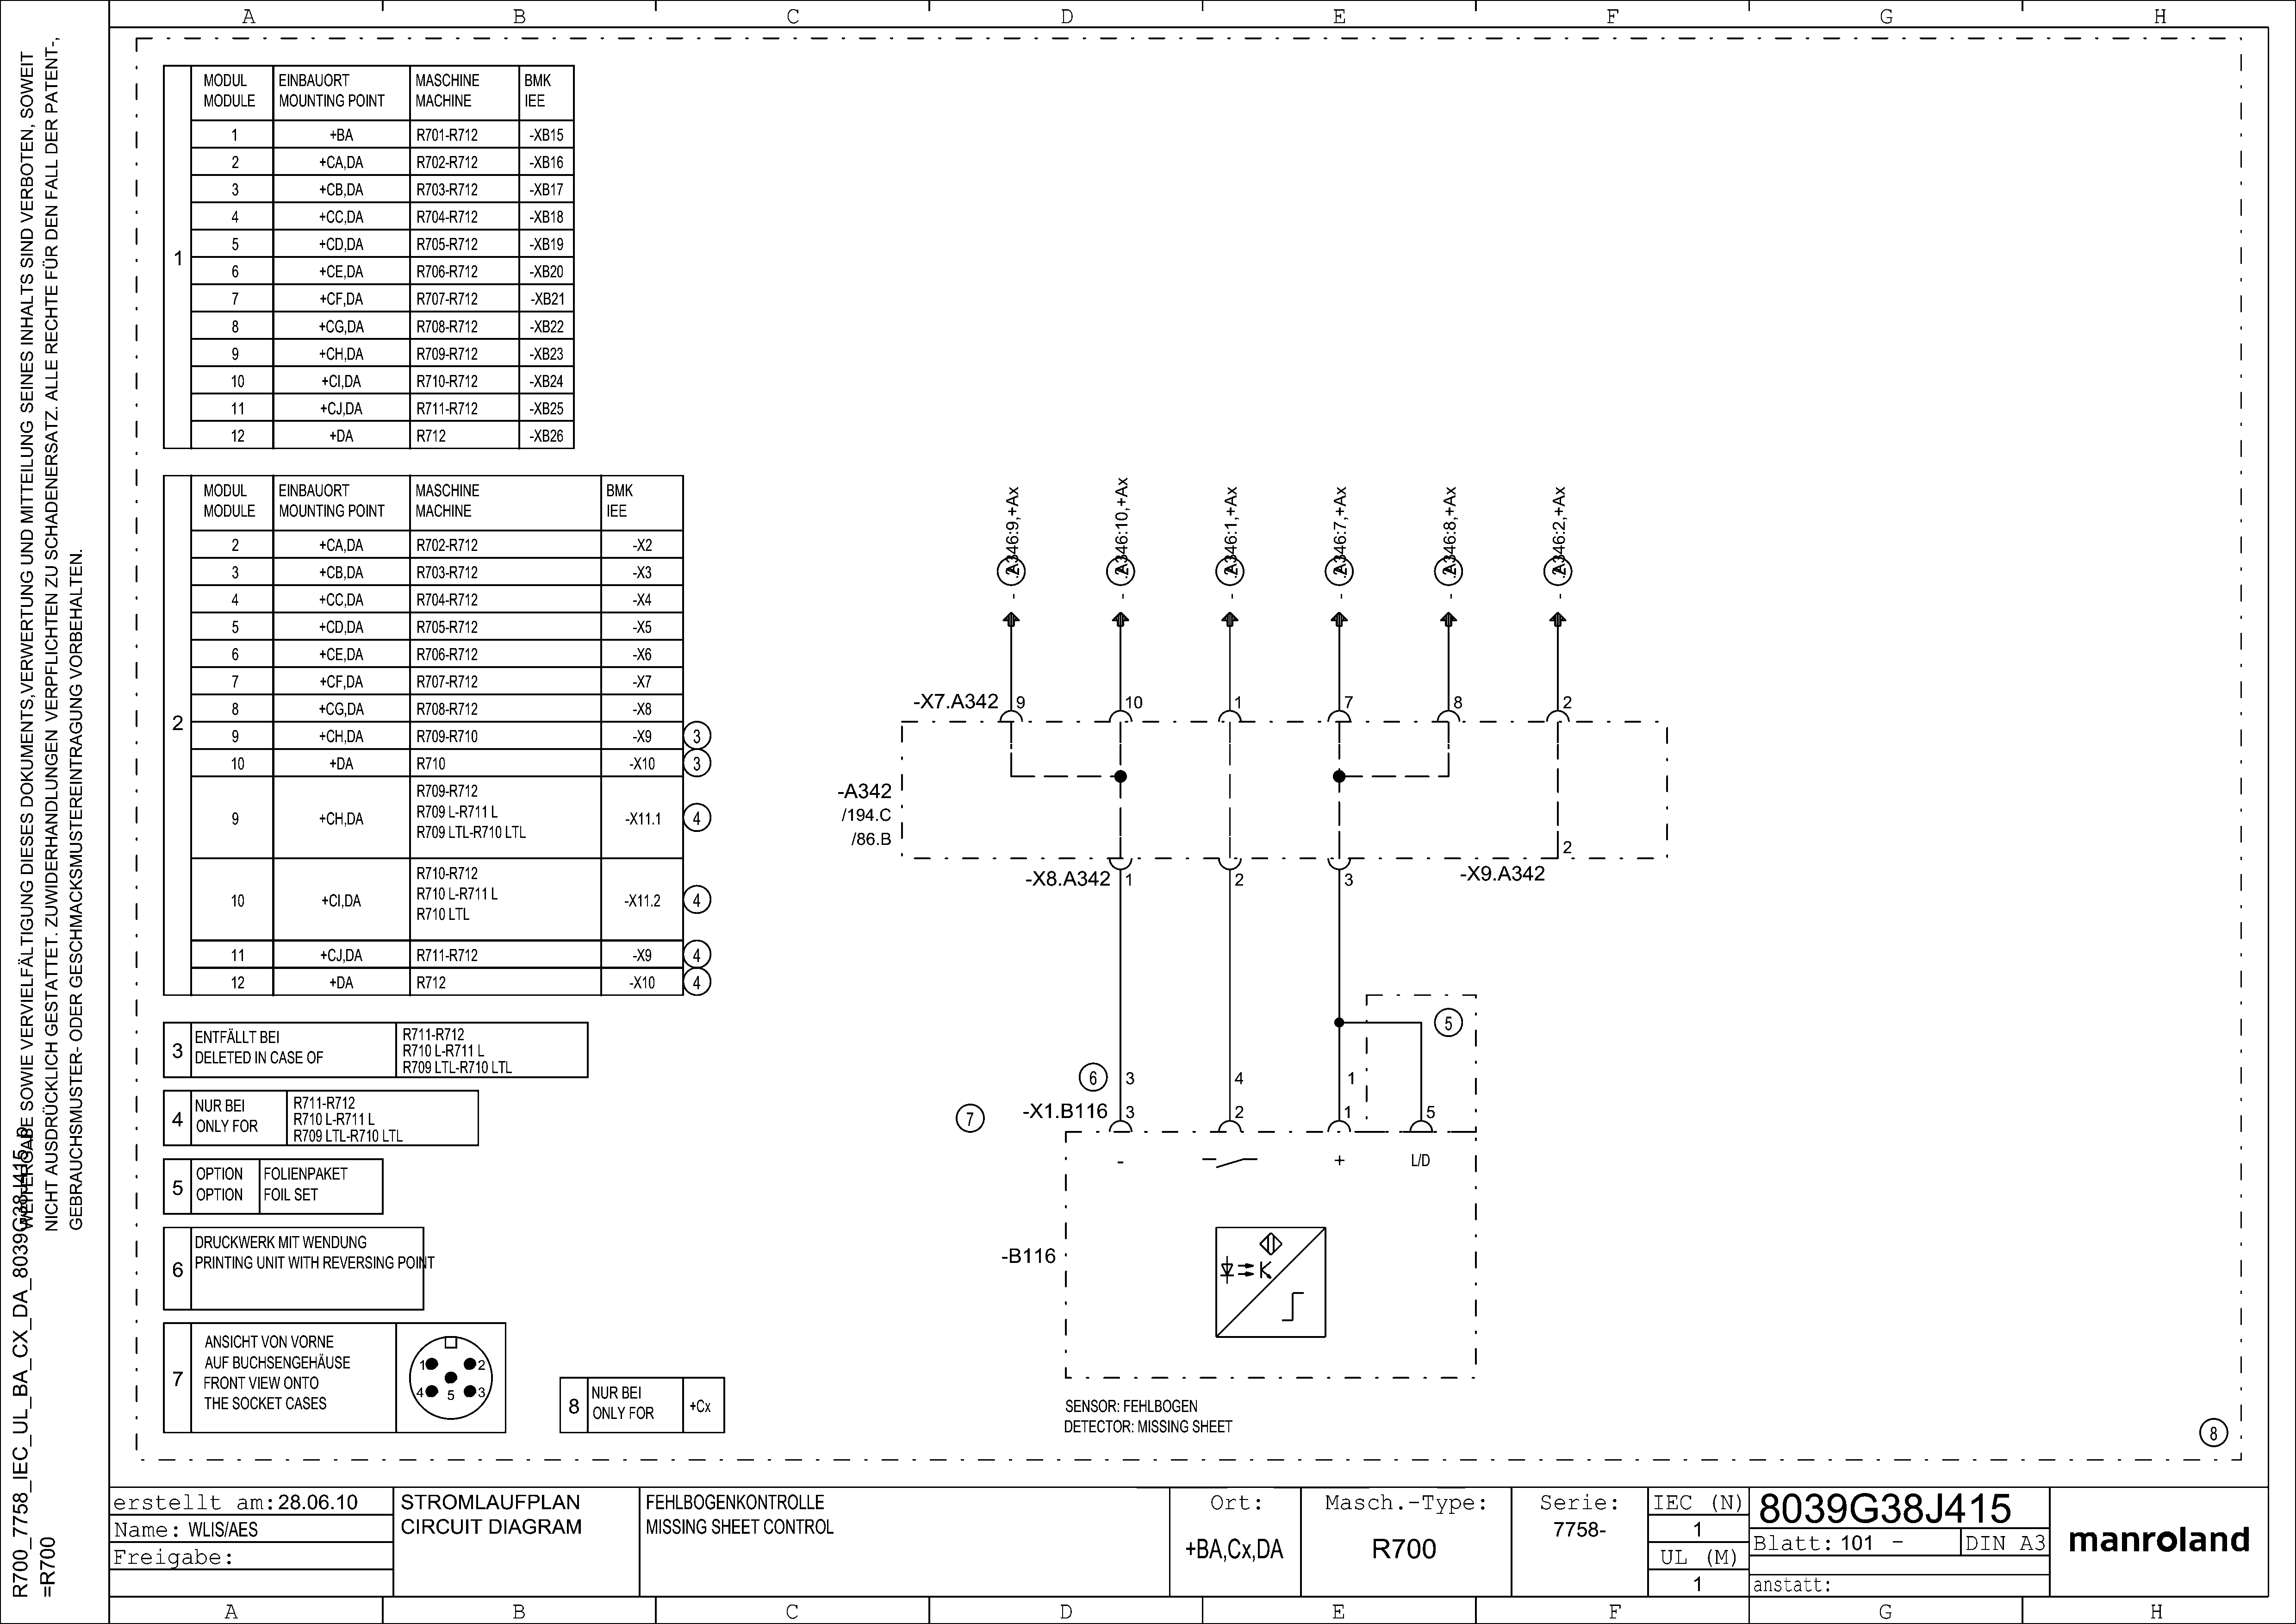 A B C D E F G H
WEITERGABE SOWIE VERVIELFÄLTIGUNG DIESES DOKUMENTS,VERWERTUNG UND MITTEILUNG SEINES INHALTS SIND VERBOTEN, SOWEIT
NICHT AUSDRÜCKLICH GESTATTET. ZUWIDERHANDLUNGEN VERPFLICHTEN ZU SCHADENERSATZ. ALLE RECHTE FÜR DEN FALL DER PATENT-,
GEBRAUCHSMUSTER- ODER GESCHMACKSMUSTEREINTRAGUNG VORBEHALTEN.
R700_7758_IEC_UL_BA_CX_DA_8039G38J415_D
=R700
1
MODUL EINBAUORT MASCHINE BMK
MODULE MOUNTING POINT MACHINE IEE
1 +BA R701-R712 -XB15
2 +CA,DA R702-R712 -XB16
3 +CB,DA R703-R712 -XB17
4 +CC,DA R704-R712 -XB18
5 +CD,DA R705-R712 -XB19
6 +CE,DA R706-R712 -XB20
7 +CF,DA R707-R712 -XB21
8 +CG,DA R708-R712 -XB22
9 +CH,DA R709-R712 -XB23
10 +CI,DA R710-R712 -XB24
11 +CJ,DA R711-R712 -XB25
12 +DA R712 -XB26
2
MODUL EINBAUORT MASCHINE BMK
MODULE MOUNTING POINT MACHINE IEE
2 +CA,DA R702-R712 -X2
3 +CB,DA R703-R712 -X3
4 +CC,DA R704-R712 -X4
5 +CD,DA R705-R712 -X5
6 +CE,DA R706-R712 -X6
7 +CF,DA R707-R712 -X7
8 +CG,DA R708-R712 -X8
9 +CH,DA R709-R710 -X9 3
10 +DA R710 -X10 3
R709-R712
9 +CH,DA R709 L-R711 L -X11.1 4
R709 LTL-R710 LTL
R710-R712
10 +CI,DA R710 L-R711 L -X11.2 4
R710 LTL
11 +CJ,DA R711-R712 -X9 4
12 +DA R712 -X10 4
3
ENTFÄLLT BEI
DELETED IN CASE OF
R711-R712
R710 L-R711 L
R709 LTL-R710 LTL
4
NUR BEI
ONLY FOR
R711-R712
R710 L-R711 L
R709 LTL-R710 LTL
5
OPTION FOLIENPAKET
OPTION FOIL SET
6
DRUCKWERK MIT WENDUNG
PRINTING UNIT WITH REVERSING POINT
7
ANSICHT VON VORNE
AUF BUCHSENGEHÄUSE
FRONT VIEW ONTO
THE SOCKET CASES
1 2
4 5 3
8
NUR BEI
ONLY FOR
+Cx
.A346:9,+Ax
.A346:10,+Ax
.A346:1,+Ax
.A346:7,+Ax
.A346:8,+Ax
.A346:2,+Ax
-X7.A342 9 10 1 7 8 2
-A342
/194.C
/86.B
2
-X8.A342 1 2 3 -X9.A342
5
6 3 4 1
7 -X1.B116 3 2 1 5
- + L/D
-B116
SENSOR: FEHLBOGEN
DETECTOR: MISSING SHEET
8
erstellt am: 28.06.10
Name: WLIS/AES
Freigabe:
STROMLAUFPLAN
CIRCUIT DIAGRAM
FEHLBOGENKONTROLLE
MISSING SHEET CONTROL
Ort:
+BA,Cx,DA
Masch.-Type:
R700
Serie:
7758-
IEC (N)
1
UL (M)
1
8039G38J415
Blatt: 101 - DIN A3
anstatt:
manroland
A B C D E F G H